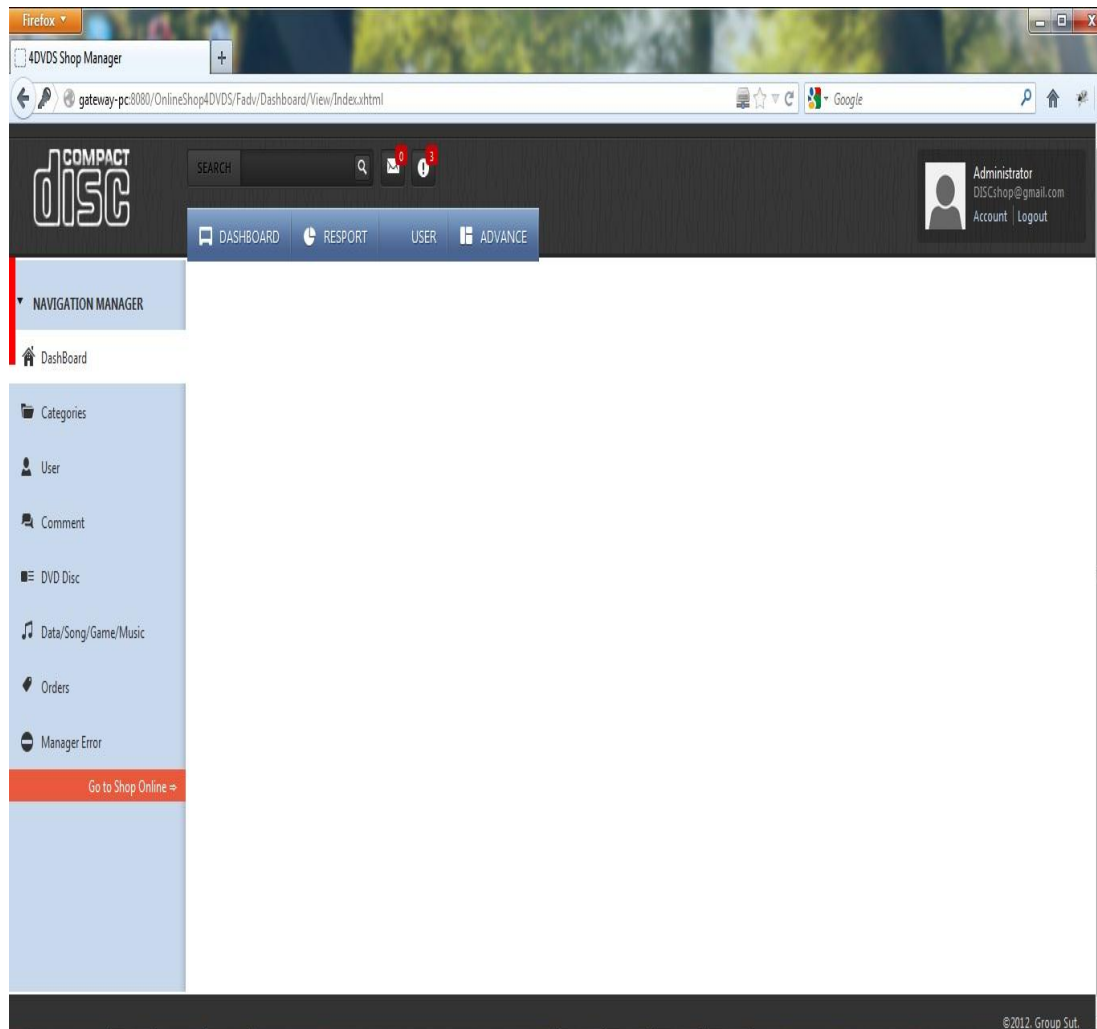 Firefox
4DVDS Shop Manager
gateway-pc:8080/OnlineShop4DVDS/Fadv/Dashboard/View/Index.xhtml
Google
COMPACT
disc
SEARCH
0
3
Administrator
DISCshop@gmail.com
Account | Logout
DASHBOARD RESPORT USER ADVANCE
NAVIGATION MANAGER
DashBoard
Categories
User
Comment
DVD Disc
Data/Song/Game/Music
Orders
Manager Error
Go to Shop Online ⇨
©2012. Group Sut.